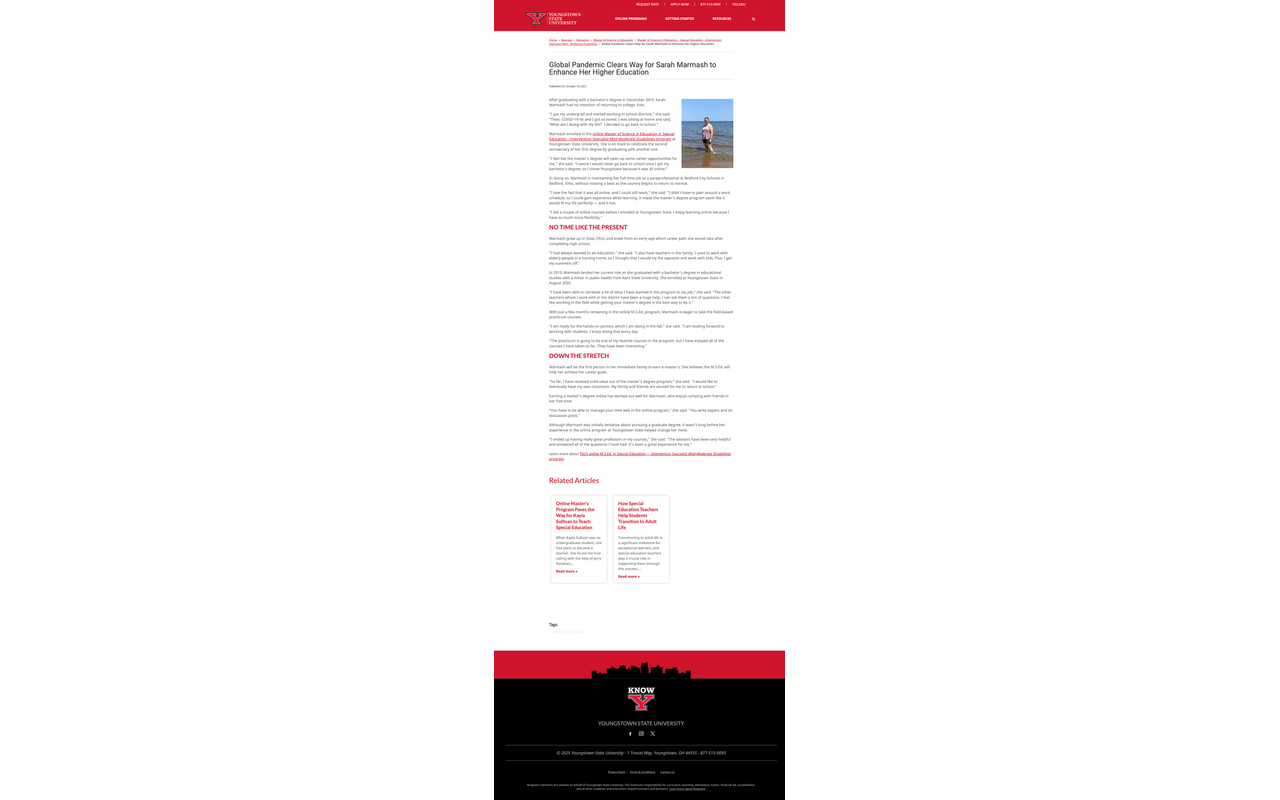 REQUEST INFO | APPLY NOW | 877-513-0093 | YSU.EDU
YOUNGSTOWN STATE UNIVERSITY
ONLINE PROGRAMS GETTING STARTED RESOURCES
Home > Degrees > Education > Master of Science in Education > Master of Science in Education - Special Education - Intervention
Specialist Mild - Moderate Disabilities > Global Pandemic Clears Way for Sarah Marmash to Enhance Her Higher Education
Global Pandemic Clears Way for Sarah Marmash to
Enhance Her Higher Education
Published On: October 18, 2021
After graduating with a bachelor's degree in December 2019, Sarah
Marmash had no intention of returning to college. Ever.
"I got my undergrad and started working in school districts," she said.
"Then, COVID-19 hit and I got so bored. I was sitting at home and said,
"What am I doing with my life?' I decided to go back to school."
Marmash enrolled in the online Master of Science in Education in Special
Education – Intervention Specialist Mild-Moderate Disabilities program at
Youngstown State University. She is on track to celebrate the second
anniversary of her first degree by graduating with another one.
"I feel like the master's degree will open up some career opportunities for
me," she said. "I swore I would never go back to school once I got my
bachelor's degree, so I chose Youngstown because it was all online."
In doing so, Marmash is maintaining her full-time job as a paraprofessional at Bedford City Schools in
Bedford, Ohio, without missing a beat as the country begins to return to normal.
"I love the fact that it was all online, and I could still work," she said. "I didn't have to plan around a work
schedule, so I could gain experience while learning. It made the master's degree program seem like it
would fit my life perfectly — and it has.
"I did a couple of online courses before I enrolled at Youngstown State. I enjoy learning online because I
have so much more flexibility."
NO TIME LIKE THE PRESENT
Marmash grew up in Stow, Ohio, and knew from an early age which career path she would take after
completing high school.
"I had always wanted to do education," she said. "I also have teachers in the family. I used to work with
elderly people in a nursing home, so I thought that I would try the opposite and work with kids. Plus, I get
my summers off."
In 2019, Marmash landed her current role as she graduated with a bachelor's degree in educational
studies with a minor in public health from Kent State University. She enrolled at Youngstown State in
August 2020.
"I have been able to correlate a lot of what I have learned in the program to my job," she said. "The other
teachers whom I work with in the district have been a huge help. I can ask them a ton of questions. I feel
like working in the field while getting your master's degree is the best way to do it."
With just a few months remaining in the online M.S.Ed. program, Marmash is eager to take the field-based
practicum courses.
"I am ready for the hands-on portion, which I am doing in the fall," she said. "I am looking forward to
working with students. I enjoy doing that every day.
"The practicum is going to be one of my favorite courses in the program, but I have enjoyed all of the
courses I have taken so far. They have been interesting."
DOWN THE STRETCH
Marmash will be the first person in her immediate family to earn a master's. She believes the M.S.Ed. will
help her achieve her career goals.
"So far, I have received solid value out of the master's degree program," she said. "I would like to
eventually have my own classroom. My family and friends are excited for me to return to school."
Earning a master's degree online has worked out well for Marmash, who enjoys camping with friends in
her free time.
"You have to be able to manage your time well in the online program," she said. "You write papers and do
discussion posts."
Although Marmash was initially tentative about pursuing a graduate degree, it wasn't long before her
experience in the online program at Youngstown State helped change her mind.
"I ended up having really great professors in my courses," she said. "The advisors have been very helpful
and answered all of the questions I have had. It's been a great experience for me."
Learn more about YSU's online M.S.Ed. in Special Education — Intervention Specialist Mild-Moderate Disabilities
program.
Related Articles
Online Master's
Program Paves the
Way for Kayla
Sullivan to Teach
Special Education
When Kayla Sullivan was an
undergraduate student, she
had plans to become a
teacher. She found her true
calling with the help of Jerry
Read more »
How Special
Education Teachers
Help Students
Transition to Adult
Life
Transitioning to adult life is
a significant milestone for
exceptional learners, and
special education teachers
play a crucial role in
supporting them through
this process....
Read more »
Tags:
KNOW
Y
YOUNGSTOWN STATE UNIVERSITY
© 2025 Youngstown State University - 1 Tressel Way, Youngstown, OH 44555 - 877-513-0093
Privacy Policy | Terms & Conditions | Contact Us
Risepoint maintains this website on behalf of Youngstown State University. YSU maintains responsibility for curriculum, teaching, admissions, tuition, financial aid, accreditation,
and all other academic and instruction-related functions and decisions. Learn more about Risepoint.